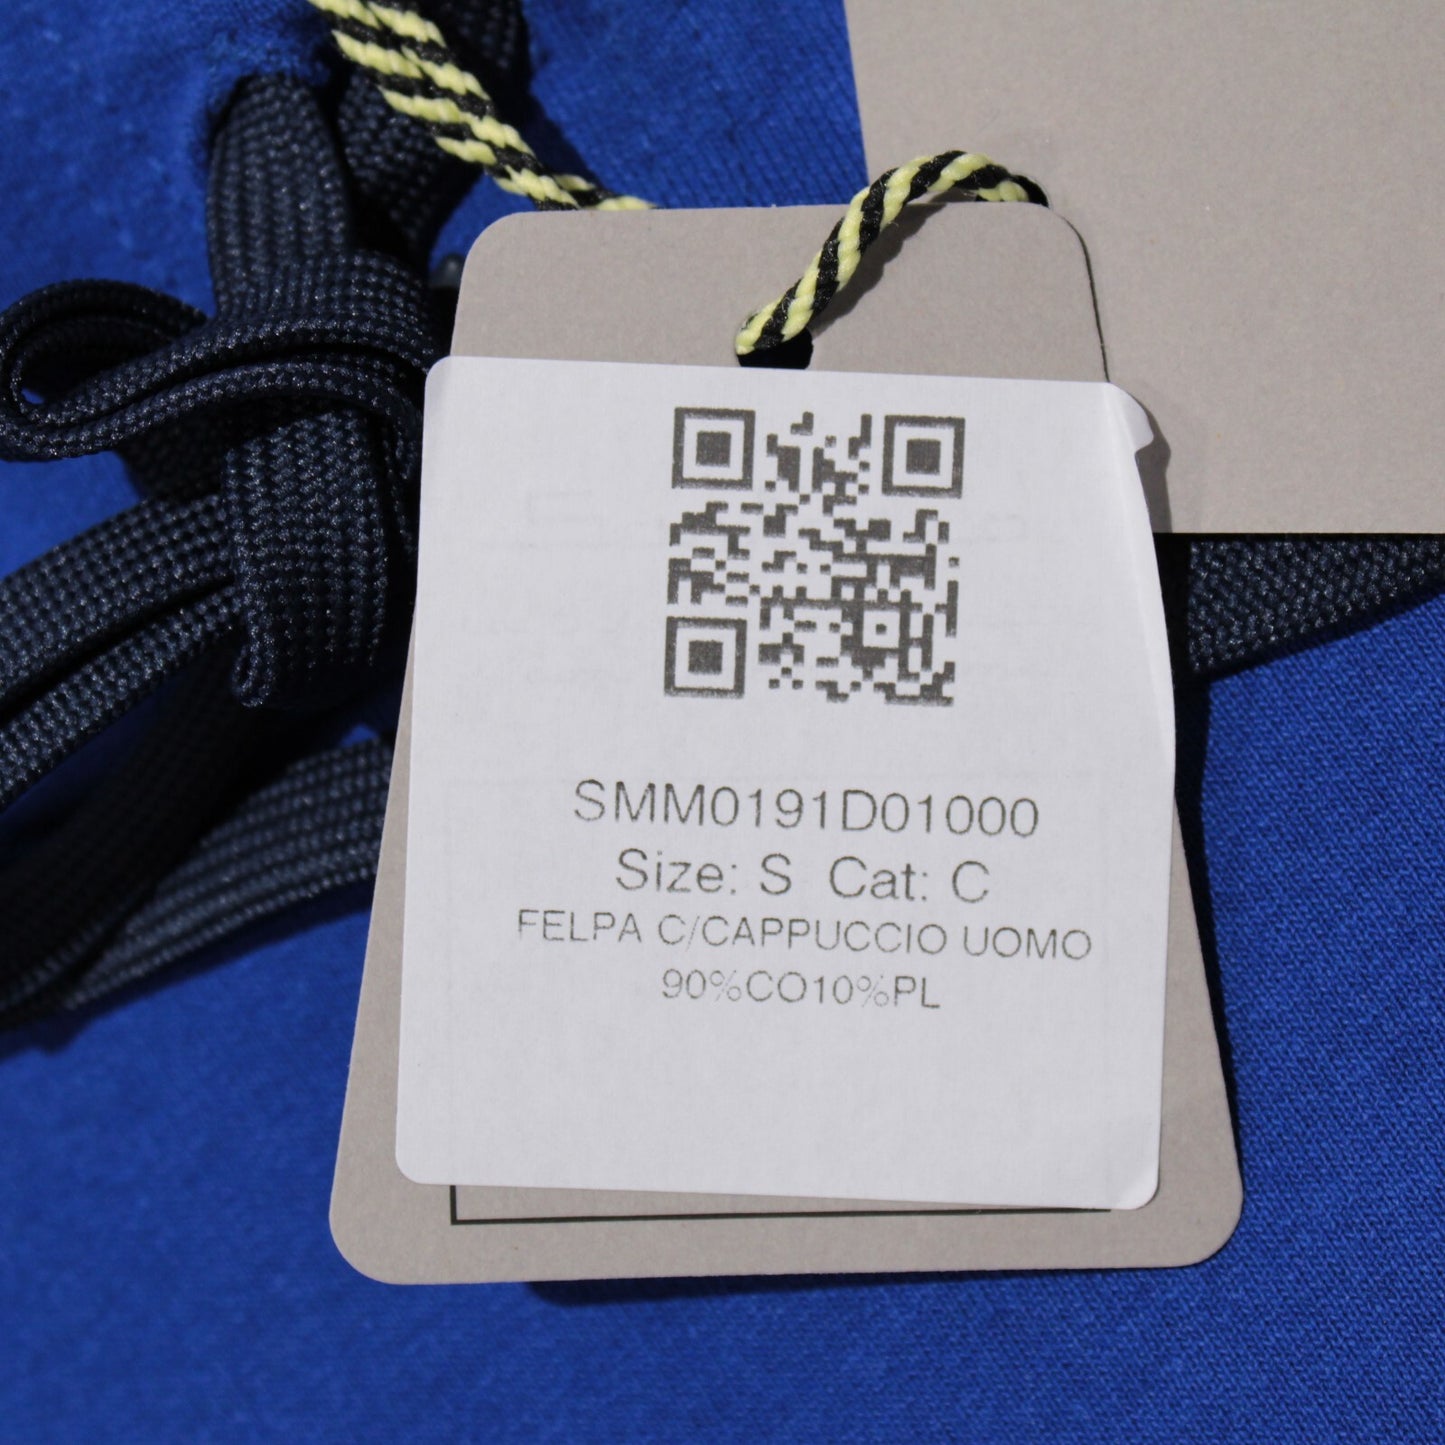 SMM0191D01000
Size: S Cat: C
FELPA C/CAPPUCCIO UOMO
90%CO10%PL